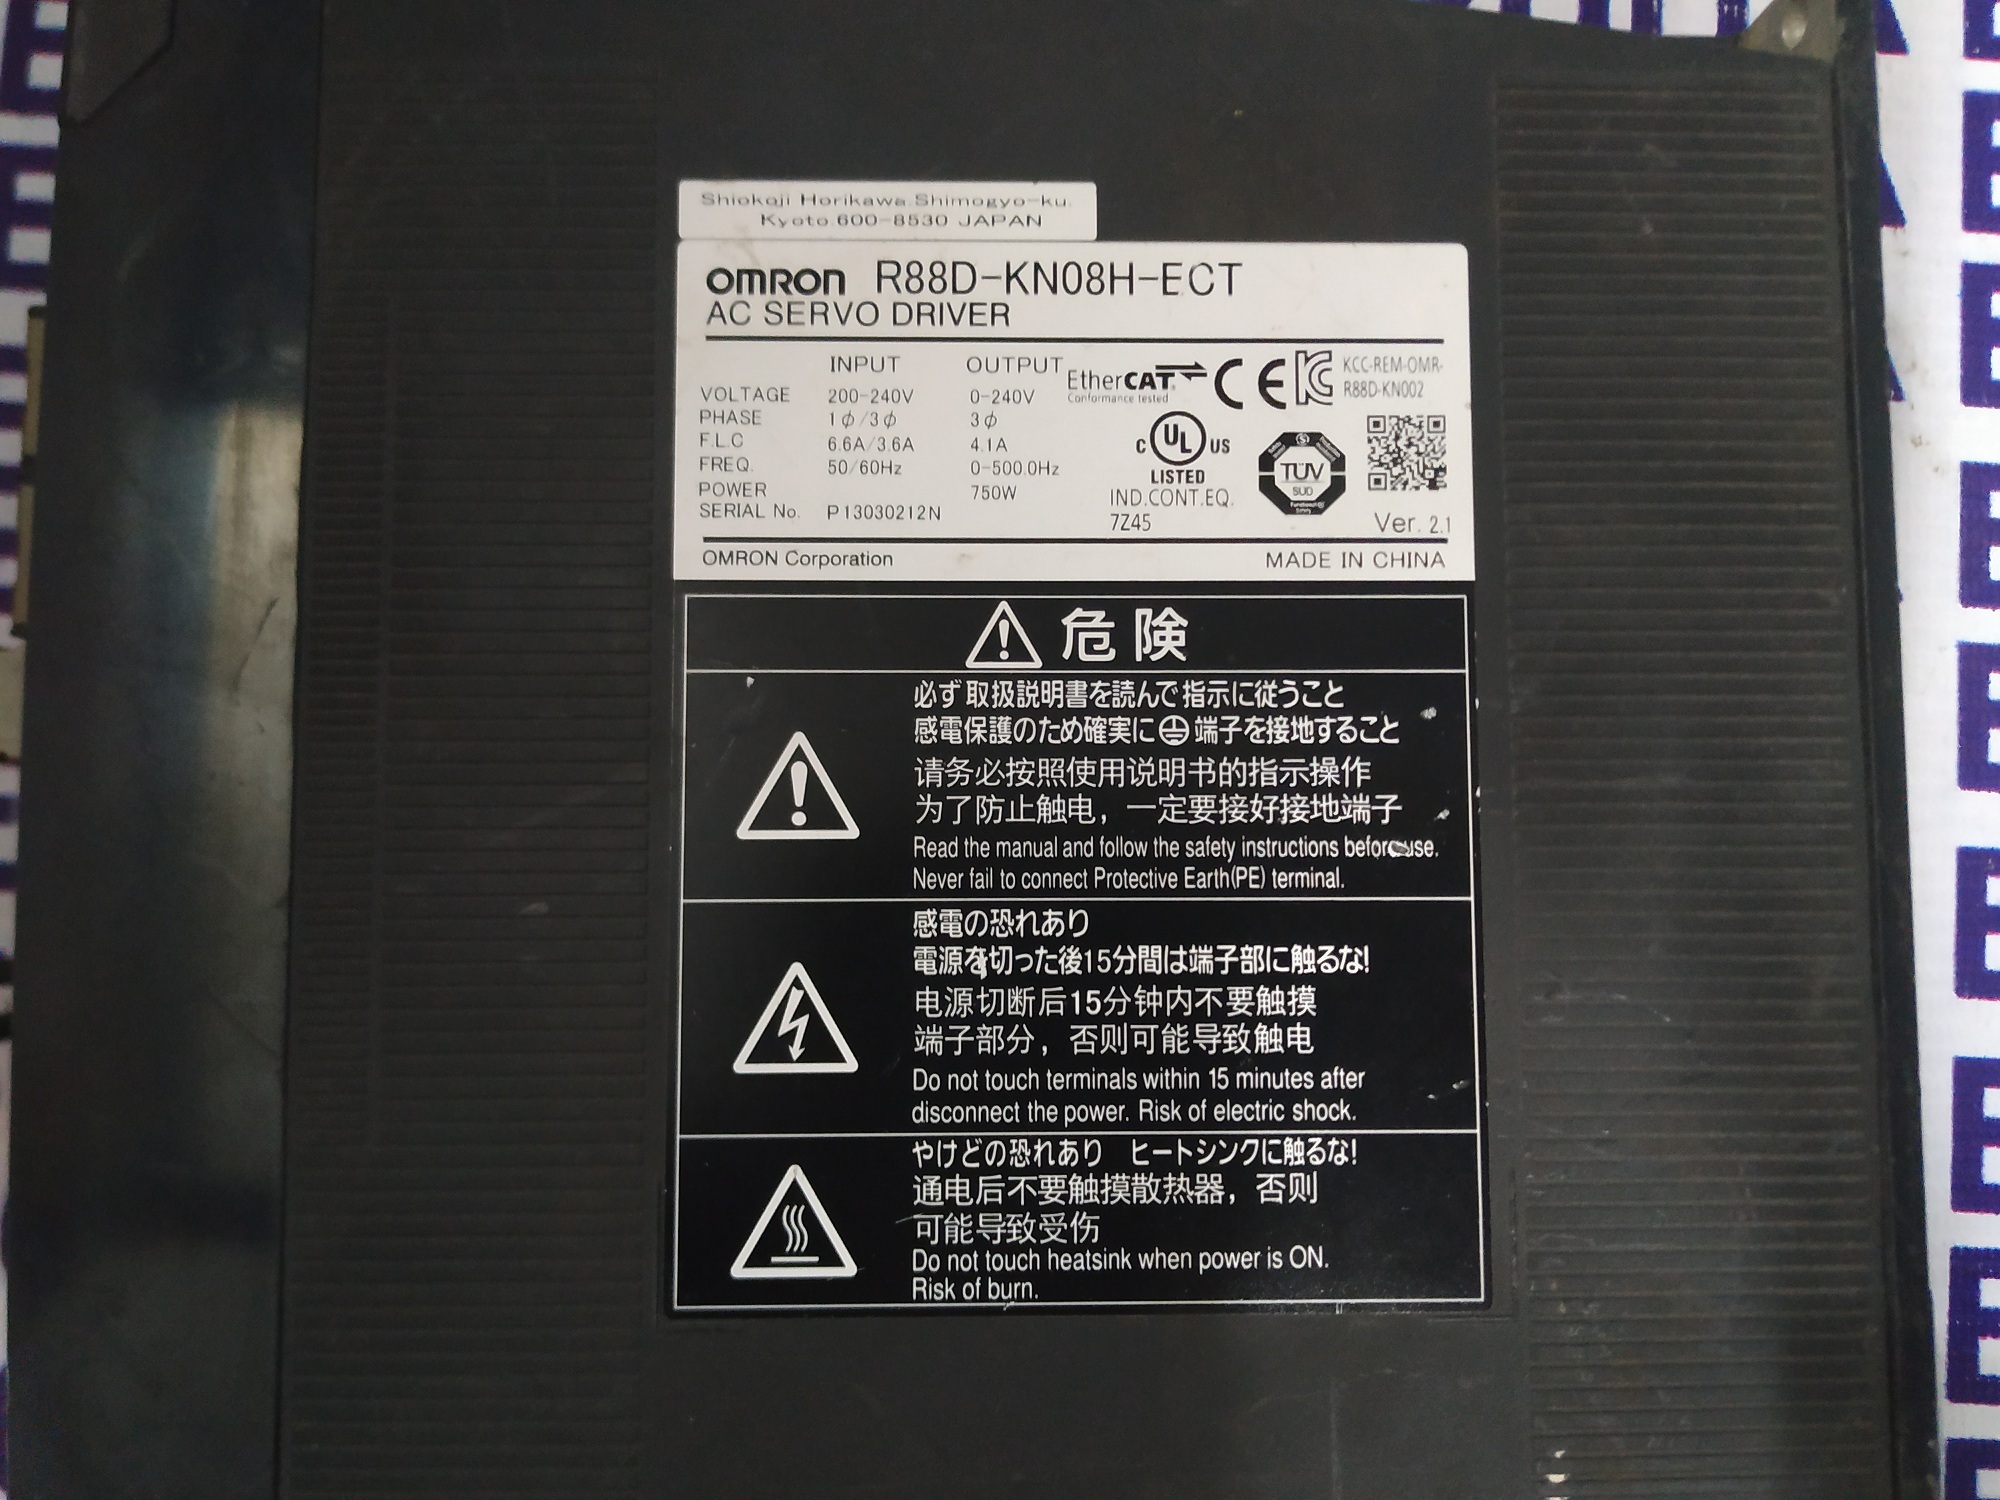 Shiokoji Horikawa.Shimogyo-ku.
Kyoto.600-8530 JAPAN
OMRON R88D-KN08H-ECT
AC SERVO DRIVER
INPUT OUTPUT
VOLTAGE 200-240V 0-240V
PHASE 1φ/3φ 3φ
F.L.C 6.6A/3.6A 4.1A
FREQ. 50/60Hz 0-500.0Hz
POWER 750W
SERIAL No. P13030212N
EtherCAT
Conformance tested
CE
KCC-REM-OMR-
R88D-KN002
C UL US
LISTED
IND.CONT.EQ.
7Z45
TÜV
SÜD
Ver. 2.1
OMRON Corporation MADE IN CHINA
危険
必ず取扱説明書を読んで指示に従うこと
感電保護のため確実に⏚端子を接地すること
请务必按照使用说明书的指示操作
为了防止触电，一定要接好接地端子
Read the manual and follow the safety instructions before use.
Never fail to connect Protective Earth(PE) terminal.
感電の恐れあり
電源を切った後15分間は端子部に触るな!
电源切断后15分钟内不要触摸
端子部分，否则可能导致触电
Do not touch terminals within 15 minutes after
disconnect the power. Risk of electric shock.
やけどの恐れあり ヒートシンクに触るな!
通电后不要触摸散热器，否则
可能导致受伤
Do not touch heatsink when power is ON.
Risk of burn.